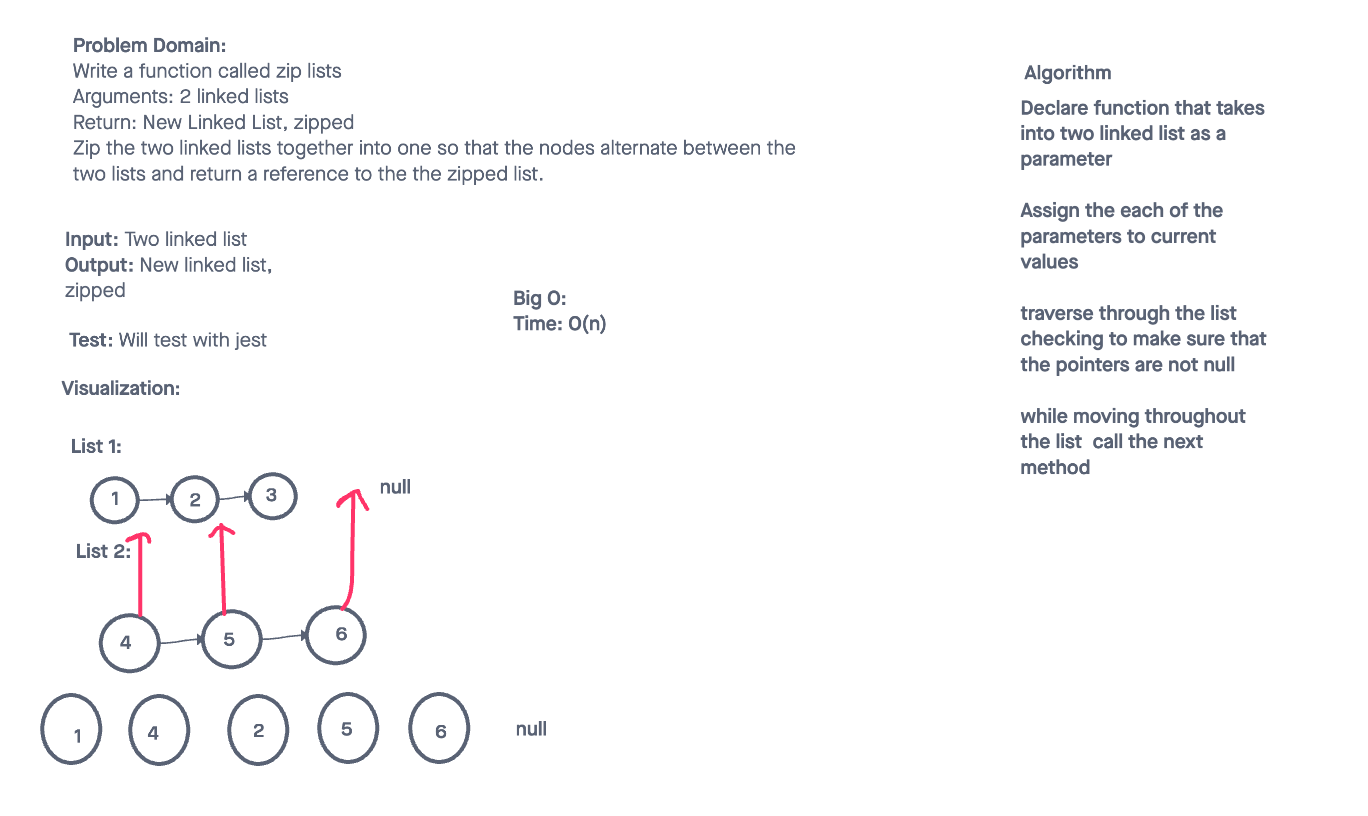 Problem Domain:
Write a function called zip lists
Arguments: 2 linked lists
Return: New Linked List, zipped
Zip the two linked lists together into one so that the nodes alternate between the
two lists and return a reference to the the zipped list.
Input: Two linked list
Output: New linked list,
zipped
Big O:
Time: O(n)
Test: Will test with jest
Visualization:
List 1:
1
2
3
null
List 2:
4
5
6
1
4
2
5
6
null
Algorithm
Declare function that takes
into two linked list as a
parameter
Assign the each of the
parameters to current
values
traverse through the list
checking to make sure that
the pointers are not null
while moving throughout
the list call the next
method